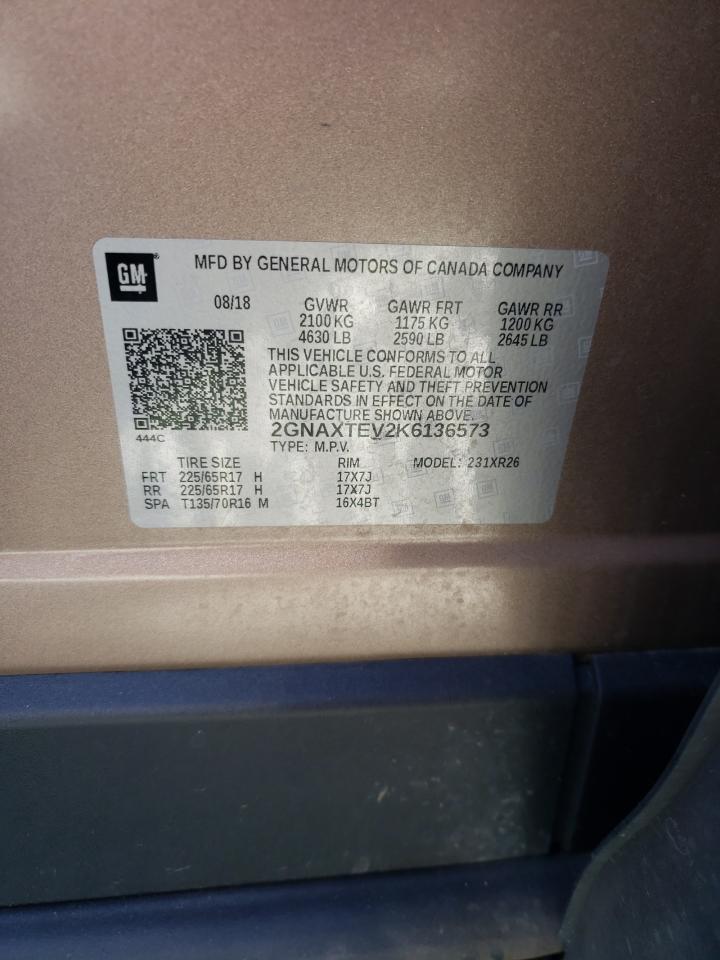 GM
MFD BY GENERAL MOTORS OF CANADA COMPANY
08/18 GVWR GAWR FRT GAWR RR
2100 KG 1175 KG 1200 KG
4630 LB 2590 LB 2645 LB
THIS VEHICLE CONFORMS TO ALL
APPLICABLE U.S. FEDERAL MOTOR
VEHICLE SAFETY AND THEFT PREVENTION
STANDARDS IN EFFECT ON THE DATE OF
MANUFACTURE SHOWN ABOVE.
444C
2GNAXTEV2K6136573
TYPE: M.P.V.
TIRE SIZE RIM MODEL: 231XR26
FRT 225/65R17 H 17X7J
RR 225/65R17 H 17X7J
SPA T135/70R16 M 16X4BT